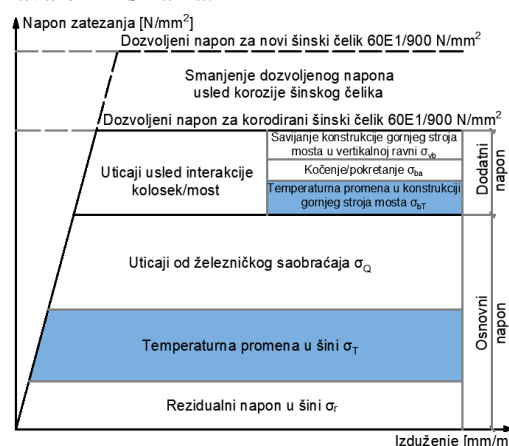 Napon zatezanja [N/mm²]
Dozvoljeni napon za novi šinski čelik 60E1/900 N/mm²
Smanjenje dozvoljenog napona
usled korozije šinskog čelika
Dozvoljeni napon za korodirani šinski čelik 60E1/900 N/mm²
Uticaji usled interakcije
kolosek/most
Savijanje konstrukcije gornjeg stroja
mosta u vertikalnoj ravni σvb
Kočenje/pokretanje σba
Temperaturna promena u konstrukciji
gornjeg stroja mosta σbT
Dodatni
napon
Uticaji od železničkog saobraćaja σQ
Temperaturna promena u šini σT
Rezidualni napon u šini σr
Osnovni
napon
Izduženje [mm/m